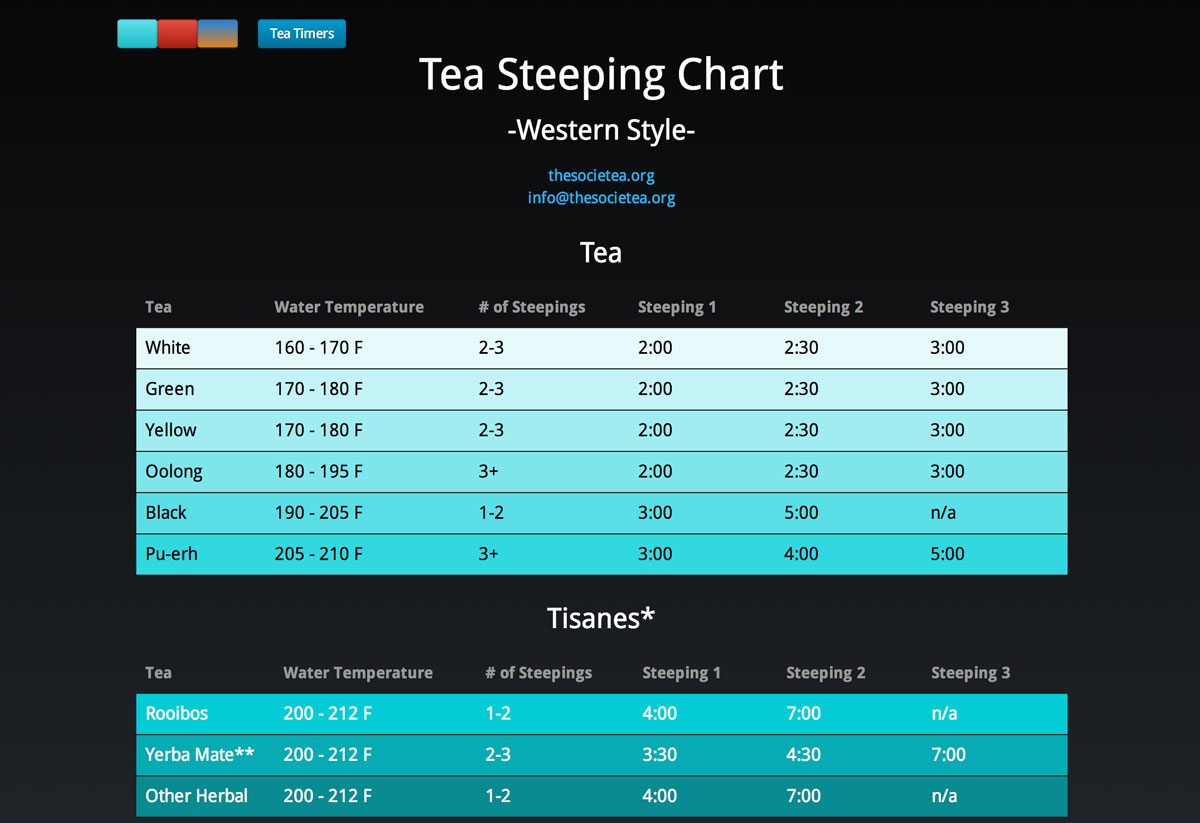 Tea Timers
Tea Steeping Chart
-Western Style-
thesocietea.org
info@thesocietea.org
Tea
Tea Water Temperature # of Steepings Steeping 1 Steeping 2 Steeping 3
White 160 - 170 F 2-3 2:00 2:30 3:00
Green 170 - 180 F 2-3 2:00 2:30 3:00
Yellow 170 - 180 F 2-3 2:00 2:30 3:00
Oolong 180 - 195 F 3+ 2:00 2:30 3:00
Black 190 - 205 F 1-2 3:00 5:00 n/a
Pu-erh 205 - 210 F 3+ 3:00 4:00 5:00
Tisanes*
Tea Water Temperature # of Steepings Steeping 1 Steeping 2 Steeping 3
Rooibos 200 - 212 F 1-2 4:00 7:00 n/a
Yerba Mate** 200 - 212 F 2-3 3:30 4:30 7:00
Other Herbal 200 - 212 F 1-2 4:00 7:00 n/a